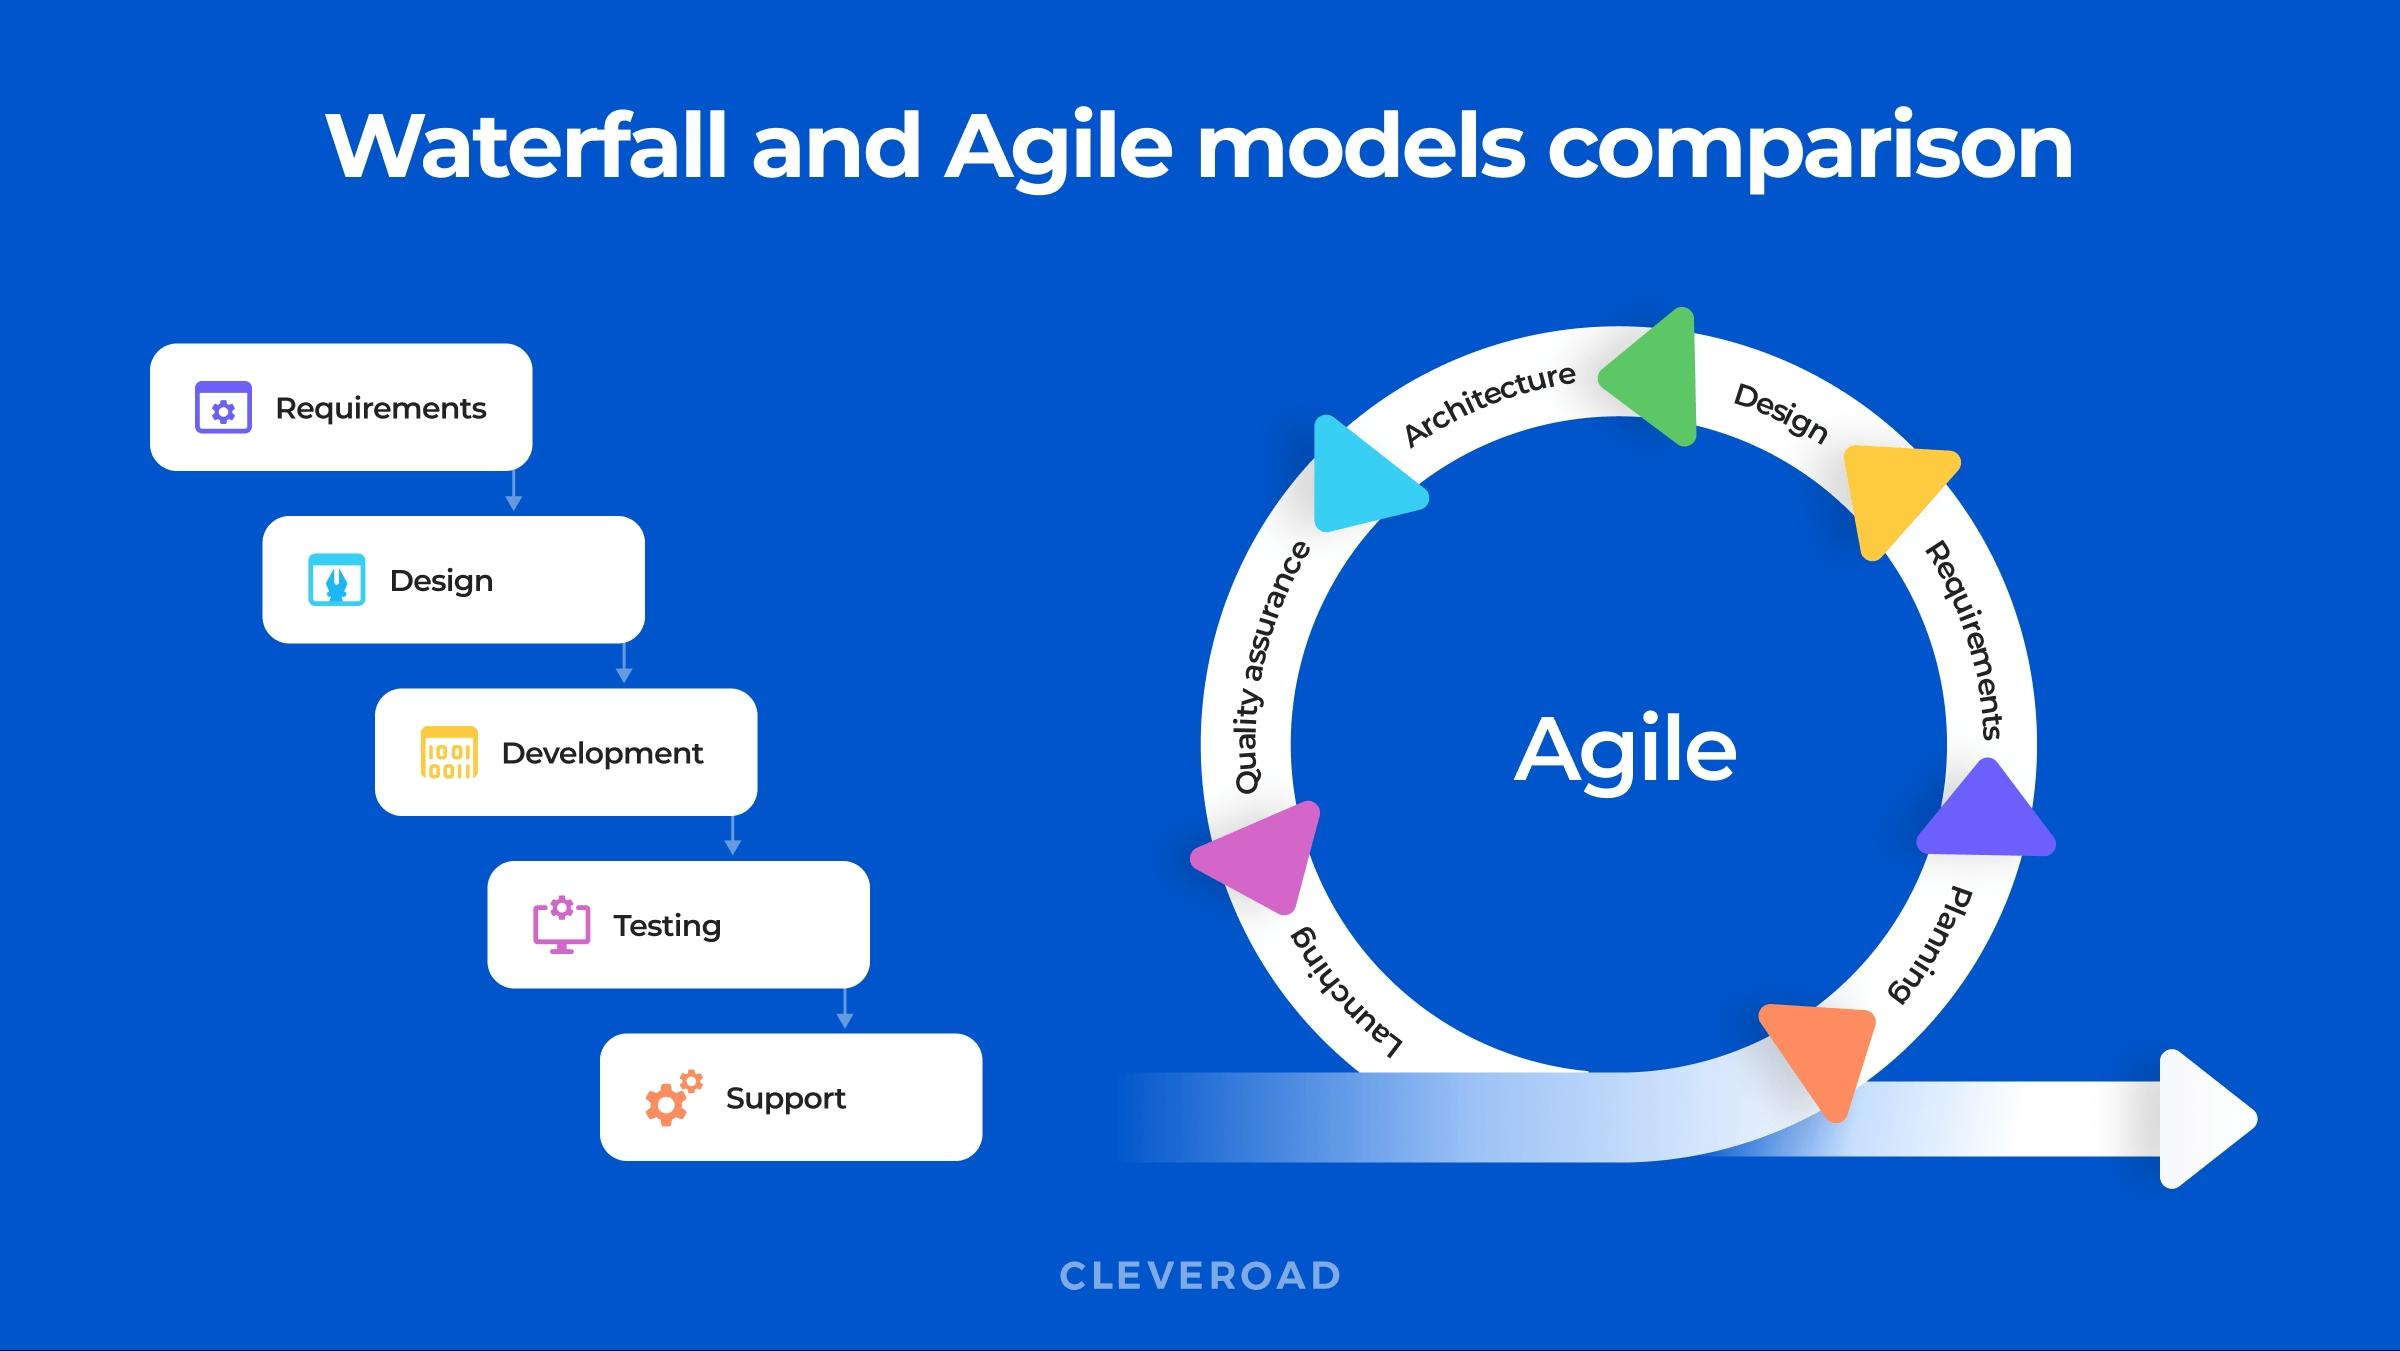 Waterfall and Agile models comparison
Requirements
Design
Development
Testing
Support
Agile
Planning
Requirements
Design
Architecture
Quality assurance
Launching
CLEVEROAD